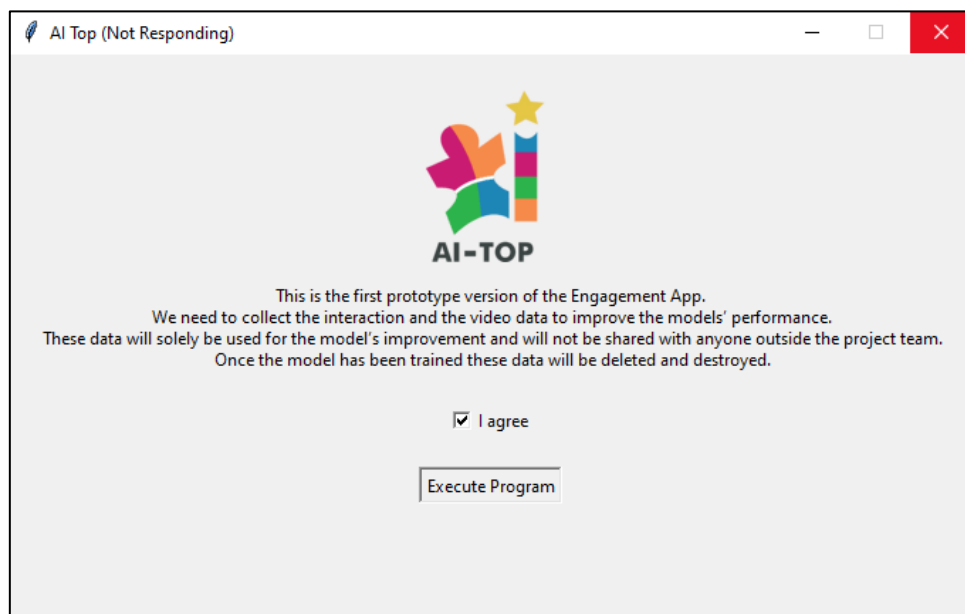 AI Top (Not Responding)
AI-TOP
This is the first prototype version of the Engagement App.
We need to collect the interaction and the video data to improve the models’ performance.
These data will solely be used for the model’s improvement and will not be shared with anyone outside the project team.
Once the model has been trained these data will be deleted and destroyed.
I agree
Execute Program